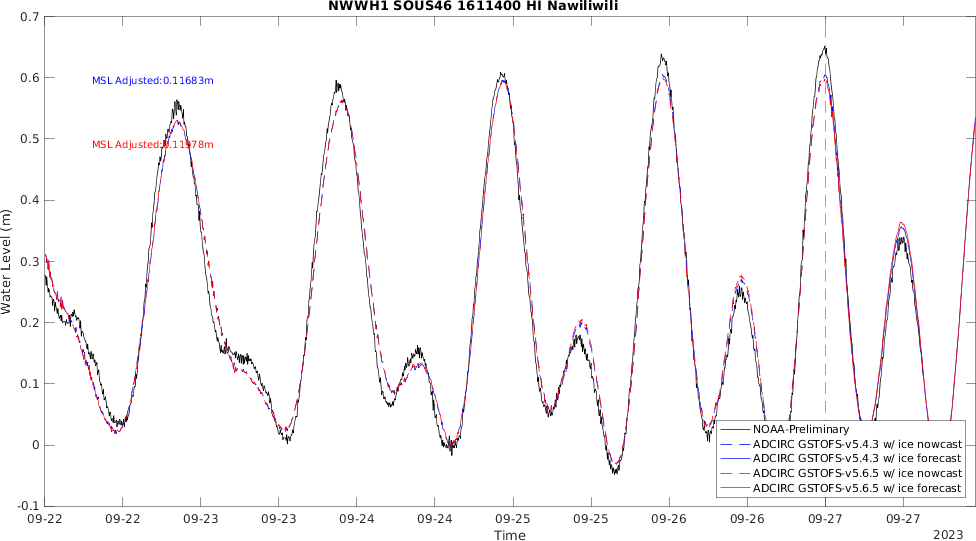 NWWH1 SOUS46 1611400 HI Nawiliwili
0.7
0.6
0.5
0.4
0.3
0.2
0.1
0
-0.1
Water Level (m)
MSL Adjusted:0.11683m
MSL Adjusted:0.11978m
NOAA-Preliminary
ADCIRC GSTOFS-v5.4.3 w/ ice nowcast
ADCIRC GSTOFS-v5.4.3 w/ ice forecast
ADCIRC GSTOFS-v5.6.5 w/ ice nowcast
ADCIRC GSTOFS-v5.6.5 w/ ice forecast
09-22 09-22 09-23 09-23 09-24 09-24 09-25 09-25 09-26 09-26 09-27 09-27
Time
2023